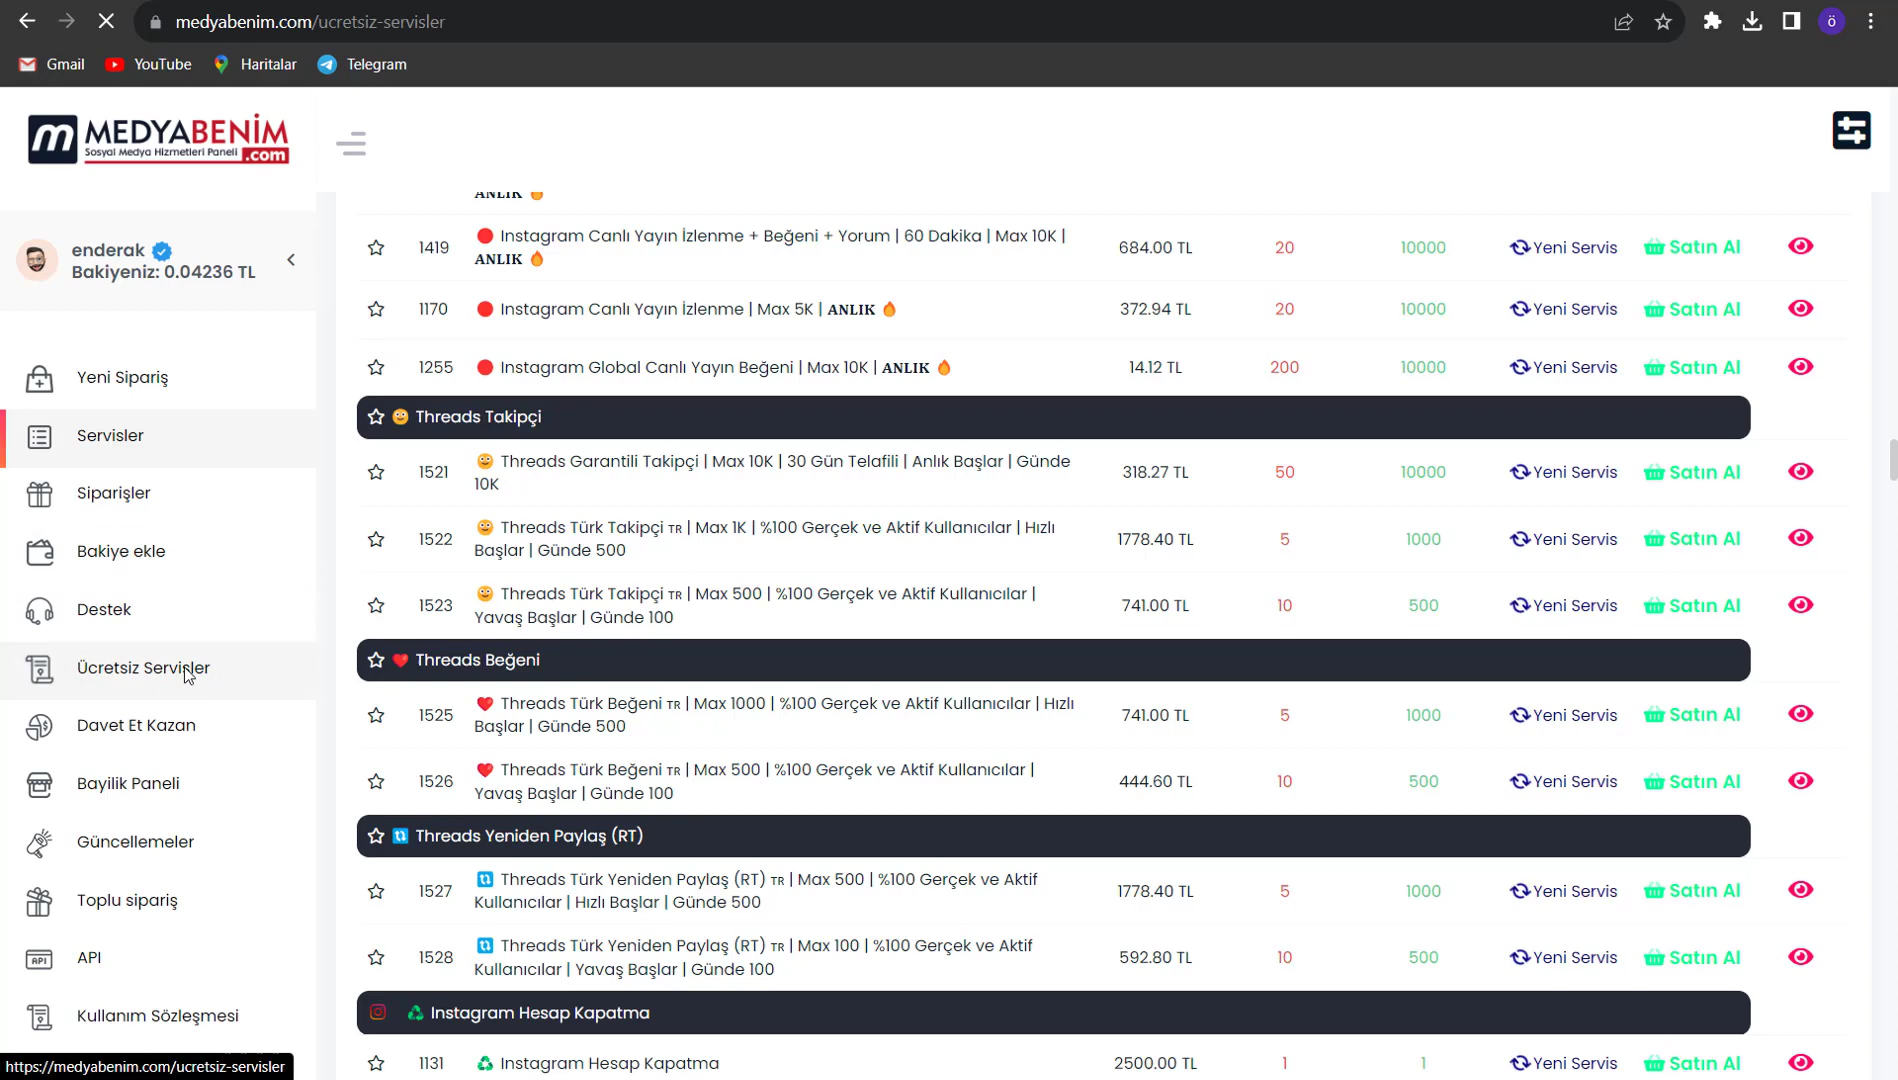 medyabenim.com/ucretsiz-servisler
ö
Gmail
YouTube
Haritalar
Telegram
m MEDYABENİM
Sosyal Medya Hizmetleri Paneli .com
enderak
Bakiyeniz: 0.04236 TL
Yeni Sipariş
Servisler
Siparişler
Bakiye ekle
Destek
Ücretsiz Servisler
Davet Et Kazan
Bayilik Paneli
Güncellemeler
Toplu sipariş
API
API
Kullanım Sözleşmesi
https://medyabenim.com/ucretsiz-servisler
ANLIK 🔥
1419 🔴 Instagram Canlı Yayın İzlenme + Beğeni + Yorum | 60 Dakika | Max 10K | 684.00 TL 20 10000 Yeni Servis Satın Al
ANLIK 🔥
1170 🔴 Instagram Canlı Yayın İzlenme | Max 5K | ANLIK 🔥 372.94 TL 20 10000 Yeni Servis Satın Al
1255 🔴 Instagram Global Canlı Yayın Beğeni | Max 10K | ANLIK 🔥 14.12 TL 200 10000 Yeni Servis Satın Al
Threads Takipçi
1521 Threads Garantili Takipçi | Max 10K | 30 Gün Telafili | Anlık Başlar | Günde 318.27 TL 50 10000 Yeni Servis Satın Al
10K
1522 Threads Türk Takipçi TR | Max 1K | %100 Gerçek ve Aktif Kullanıcılar | Hızlı 1778.40 TL 5 1000 Yeni Servis Satın Al
Başlar | Günde 500
1523 Threads Türk Takipçi TR | Max 500 | %100 Gerçek ve Aktif Kullanıcılar | 741.00 TL 10 500 Yeni Servis Satın Al
Yavaş Başlar | Günde 100
❤️ Threads Beğeni
1525 ❤️ Threads Türk Beğeni TR | Max 1000 | %100 Gerçek ve Aktif Kullanıcılar | Hızlı 741.00 TL 5 1000 Yeni Servis Satın Al
Başlar | Günde 500
1526 ❤️ Threads Türk Beğeni TR | Max 500 | %100 Gerçek ve Aktif Kullanıcılar | 444.60 TL 10 500 Yeni Servis Satın Al
Yavaş Başlar | Günde 100
Threads Yeniden Paylaş (RT)
1527 Threads Türk Yeniden Paylaş (RT) TR | Max 500 | %100 Gerçek ve Aktif 1778.40 TL 5 1000 Yeni Servis Satın Al
Kullanıcılar | Hızlı Başlar | Günde 500
1528 Threads Türk Yeniden Paylaş (RT) TR | Max 100 | %100 Gerçek ve Aktif 592.80 TL 10 500 Yeni Servis Satın Al
Kullanıcılar | Yavaş Başlar | Günde 100
♻️ Instagram Hesap Kapatma
1131 ♻️ Instagram Hesap Kapatma 2500.00 TL 1 1 Yeni Servis Satın Al